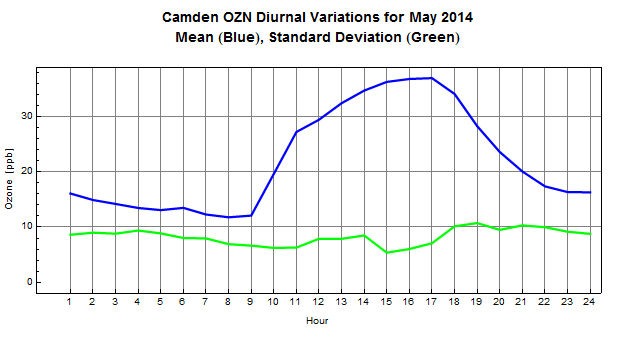 Camden OZN Diurnal Variations for May 2014
Mean (Blue), Standard Deviation (Green)
Ozone [ppb]
30
20
10
0
1 2 3 4 5 6 7 8 9 10 11 12 13 14 15 16 17 18 19 20 21 22 23 24
Hour